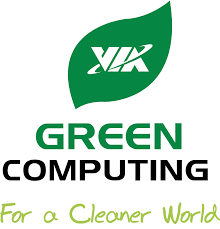 VIA
GREEN
COMPUTING
For a Cleaner World